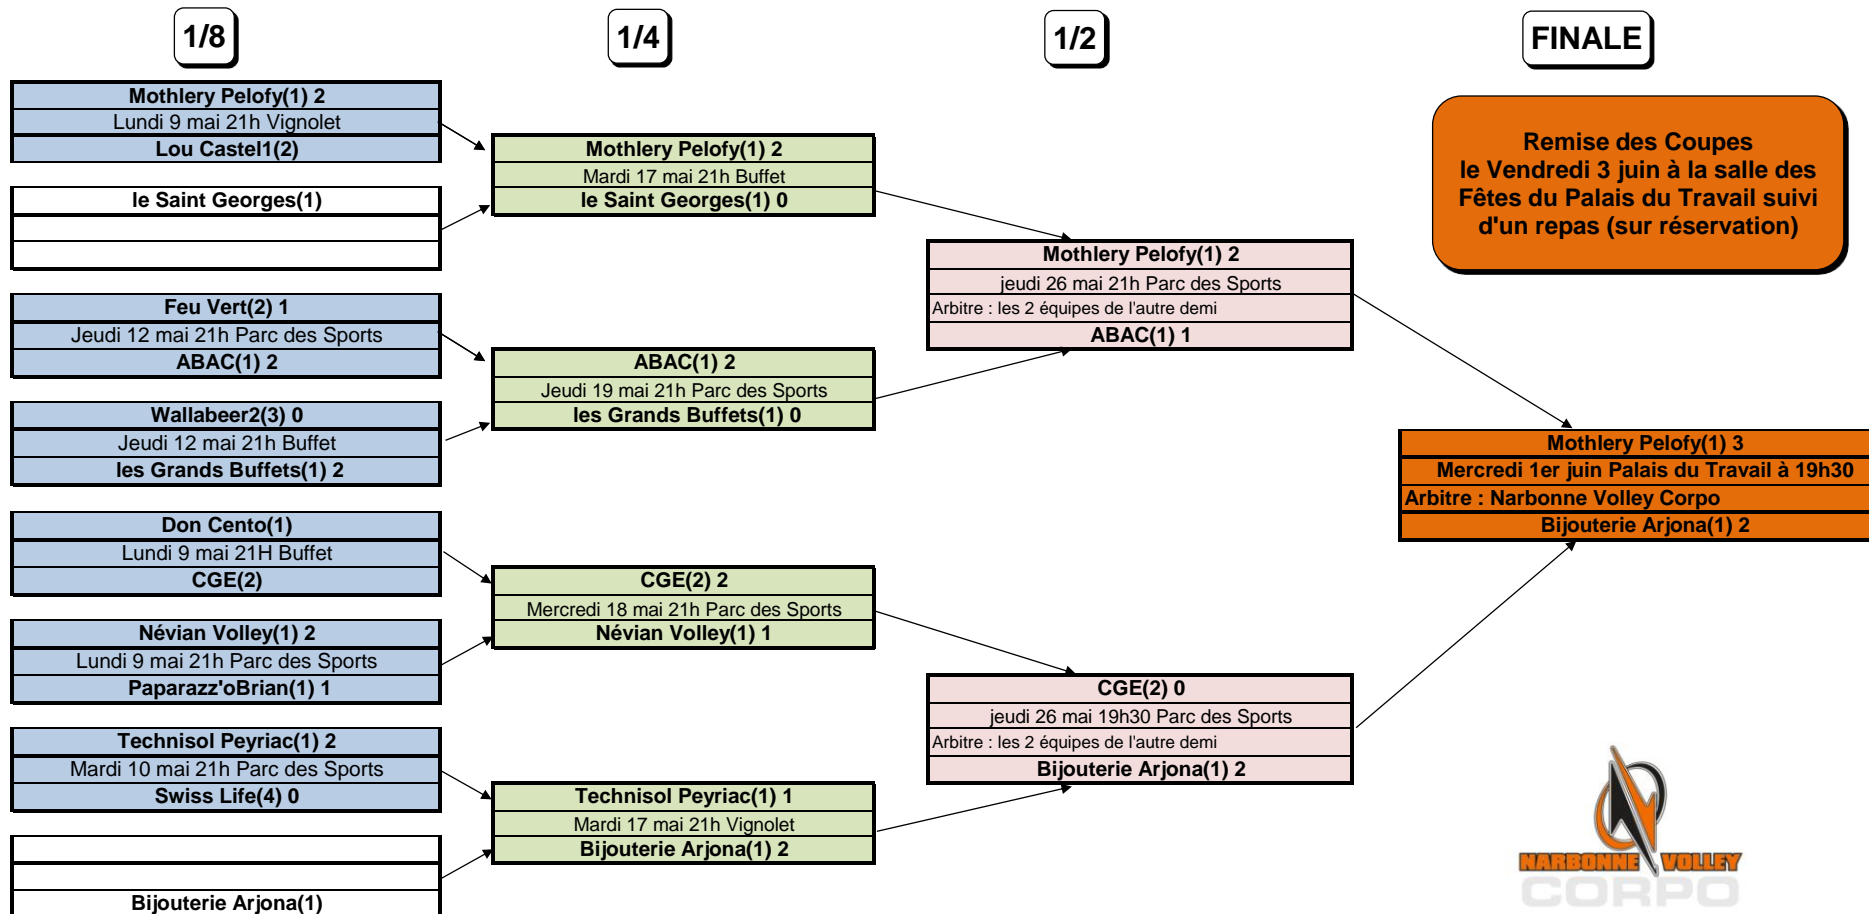 1/8
1/4
1/2
FINALE
Mothlery Pelofy(1) 2
Lundi 9 mai 21h Vignolet
Lou Castel1(2)
le Saint Georges(1)
Feu Vert(2) 1
Jeudi 12 mai 21h Parc des Sports
ABAC(1) 2
Wallabeer2(3) 0
Jeudi 12 mai 21h Buffet
les Grands Buffets(1) 2
Don Cento(1)
Lundi 9 mai 21H Buffet
CGE(2)
Névian Volley(1) 2
Lundi 9 mai 21h Parc des Sports
Paparazz'oBrian(1) 1
Technisol Peyriac(1) 2
Mardi 10 mai 21h Parc des Sports
Swiss Life(4) 0
Bijouterie Arjona(1)
Mothlery Pelofy(1) 2
Mardi 17 mai 21h Buffet
le Saint Georges(1) 0
ABAC(1) 2
Jeudi 19 mai 21h Parc des Sports
les Grands Buffets(1) 0
CGE(2) 2
Mercredi 18 mai 21h Parc des Sports
Névian Volley(1) 1
Technisol Peyriac(1) 1
Mardi 17 mai 21h Vignolet
Bijouterie Arjona(1) 2
Mothlery Pelofy(1) 2
jeudi 26 mai 21h Parc des Sports
Arbitre : les 2 équipes de l'autre demi
ABAC(1) 1
CGE(2) 0
jeudi 26 mai 19h30 Parc des Sports
Arbitre : les 2 équipes de l'autre demi
Bijouterie Arjona(1) 2
Remise des Coupes
le Vendredi 3 juin à la salle des
Fêtes du Palais du Travail suivi
d'un repas (sur réservation)
Mothlery Pelofy(1) 3
Mercredi 1er juin Palais du Travail à 19h30
Arbitre : Narbonne Volley Corpo
Bijouterie Arjona(1) 2
NARBONNE VOLLEY
CORPO